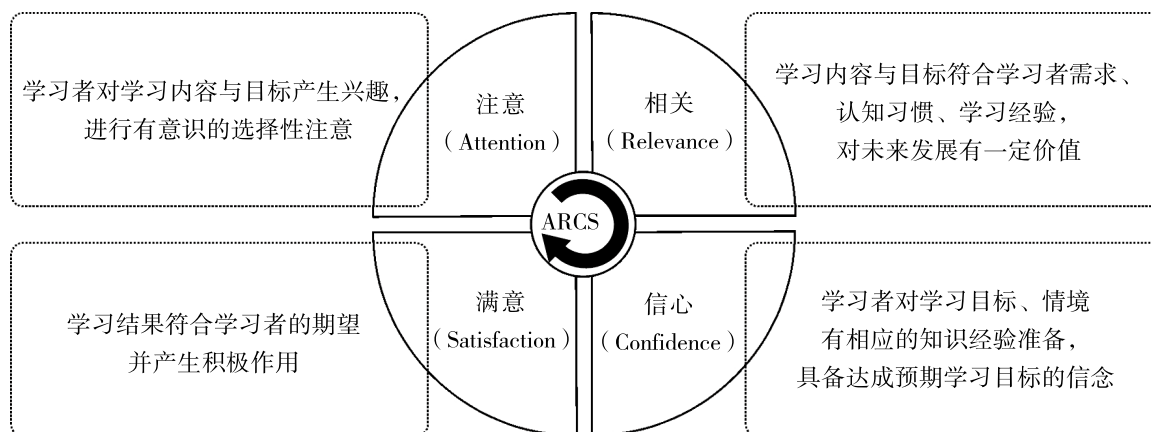 学习者对学习内容与目标产生兴趣，
进行有意识的选择性注意
注意
（Attention）
相关
（Relevance）
学习内容与目标符合学习者需求、
认知习惯、学习经验，
对未来发展有一定价值
ARCS
学习结果符合学习者的期望
并产生积极作用
满意
（Satisfaction）
信心
（Confidence）
学习者对学习目标、情境
有相应的知识经验准备，
具备达成预期学习目标的信念